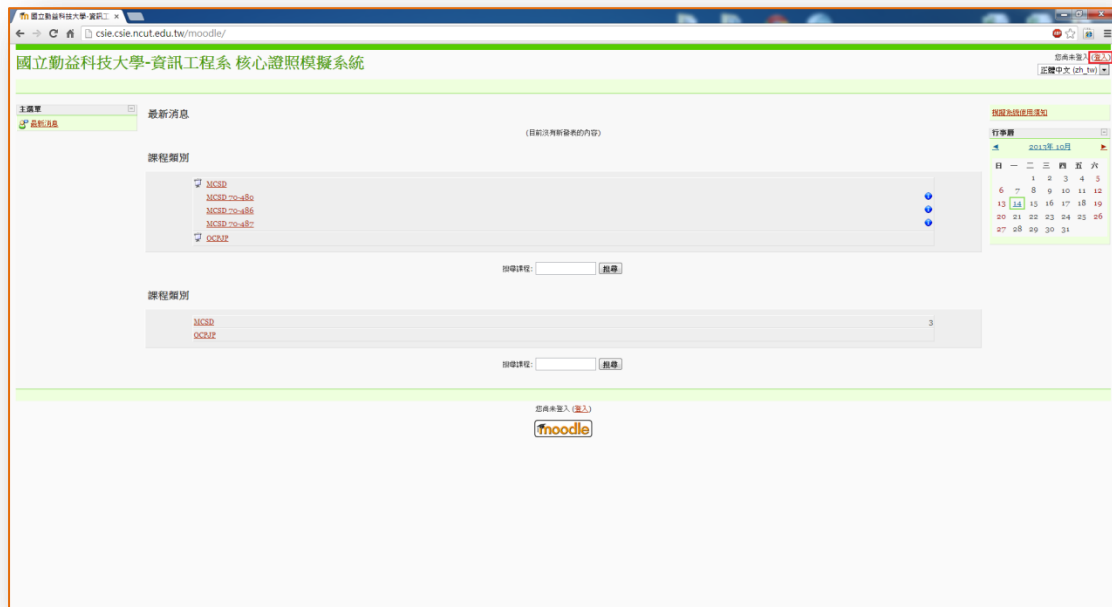 國立勤益科技大學-資訊工
csie.csie.ncut.edu.tw/moodle/
國立勤益科技大學-資訊工程系 核心證照模擬系統
您尚未登入 (登入)
正體中文 (zh_tw)
主選單
最新消息
最新消息
(目前沒有新發表的內容)
課程類別
MCSD
MCSD 70-480
MCSD 70-486
MCSD 70-487
OCPJP
搜尋課程: 搜尋
課程類別
MCSD 3
OCPJP
搜尋課程: 搜尋
模擬系統使用須知
行事曆
2013年 10月
日 一 二 三 四 五 六
1 2 3 4 5
6 7 8 9 10 11 12
13 14 15 16 17 18 19
20 21 22 23 24 25 26
27 28 29 30 31
您尚未登入 (登入)
moodle